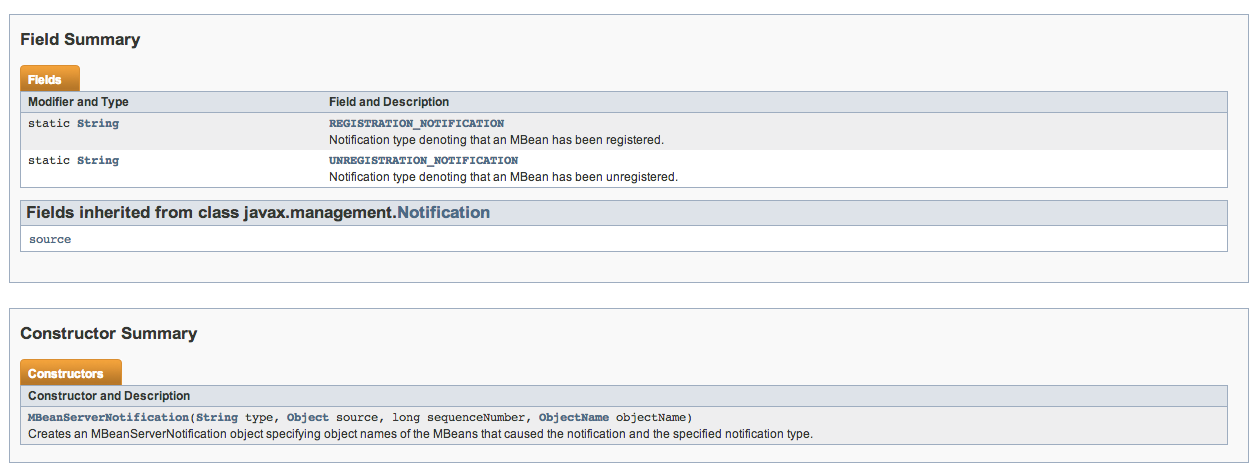 Field Summary
Fields
Modifier and Type Field and Description
static String REGISTRATION_NOTIFICATION
Notification type denoting that an MBean has been registered.
static String UNREGISTRATION_NOTIFICATION
Notification type denoting that an MBean has been unregistered.
Fields inherited from class javax.management.Notification
source
Constructor Summary
Constructors
Constructor and Description
MBeanServerNotification(String type, Object source, long sequenceNumber, ObjectName objectName)
Creates an MBeanServerNotification object specifying object names of the MBeans that caused the notification and the specified notification type.